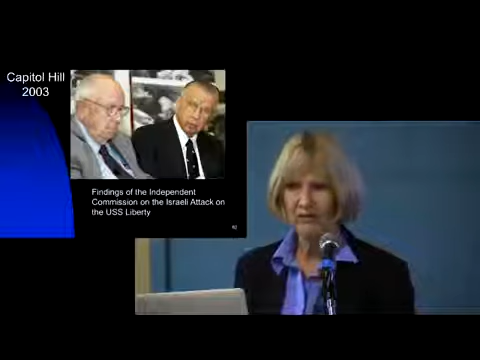 Capitol Hill
2003
Findings of the Independent
Commission on the Israeli Attack on
the USS Liberty